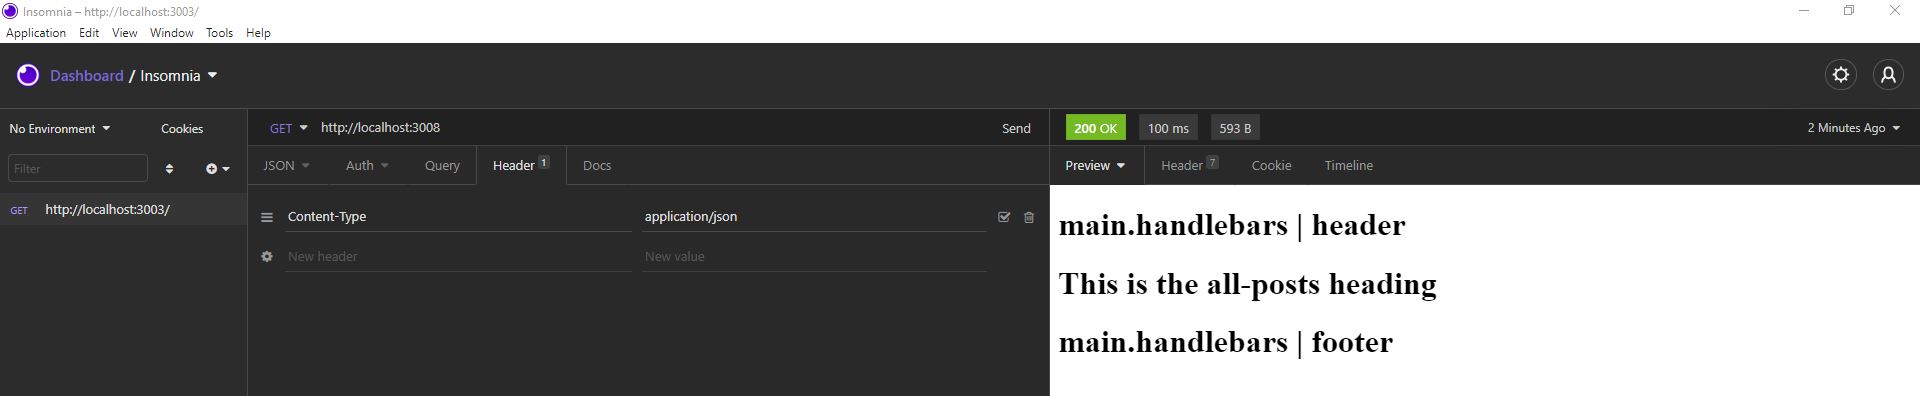 Insomnia – http://localhost:3003/
Application Edit View Window Tools Help
Dashboard / Insomnia
No Environment Cookies
GET http://localhost:3008 Send
200 OK 100 ms 593 B 2 Minutes Ago
Filter
JSON Auth Query Header 1 Docs
Preview Header 7 Cookie Timeline
GET http://localhost:3003/
Content-Type application/json
New header New value
main.handlebars | header
This is the all-posts heading
main.handlebars | footer